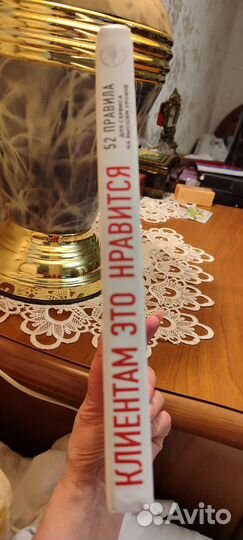 КЛИЕНТАМ ЭТО НРАВИТСЯ
52 ПРАВИЛА
ДЛЯ СЕРВИСА
НА ВЫСШЕМ УРОВНЕ
Avito